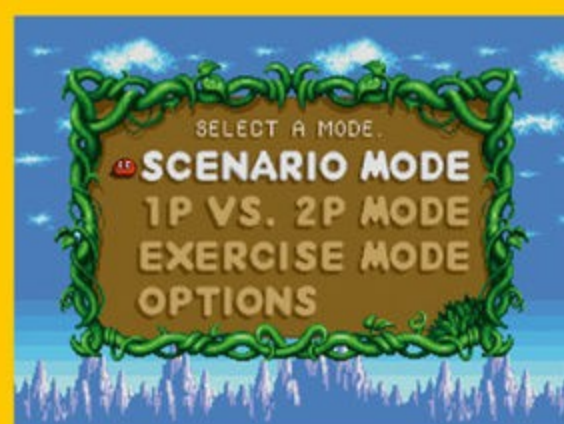 SELECT A MODE.
SCENARIO MODE
1P VS. 2P MODE
EXERCISE MODE
OPTIONS